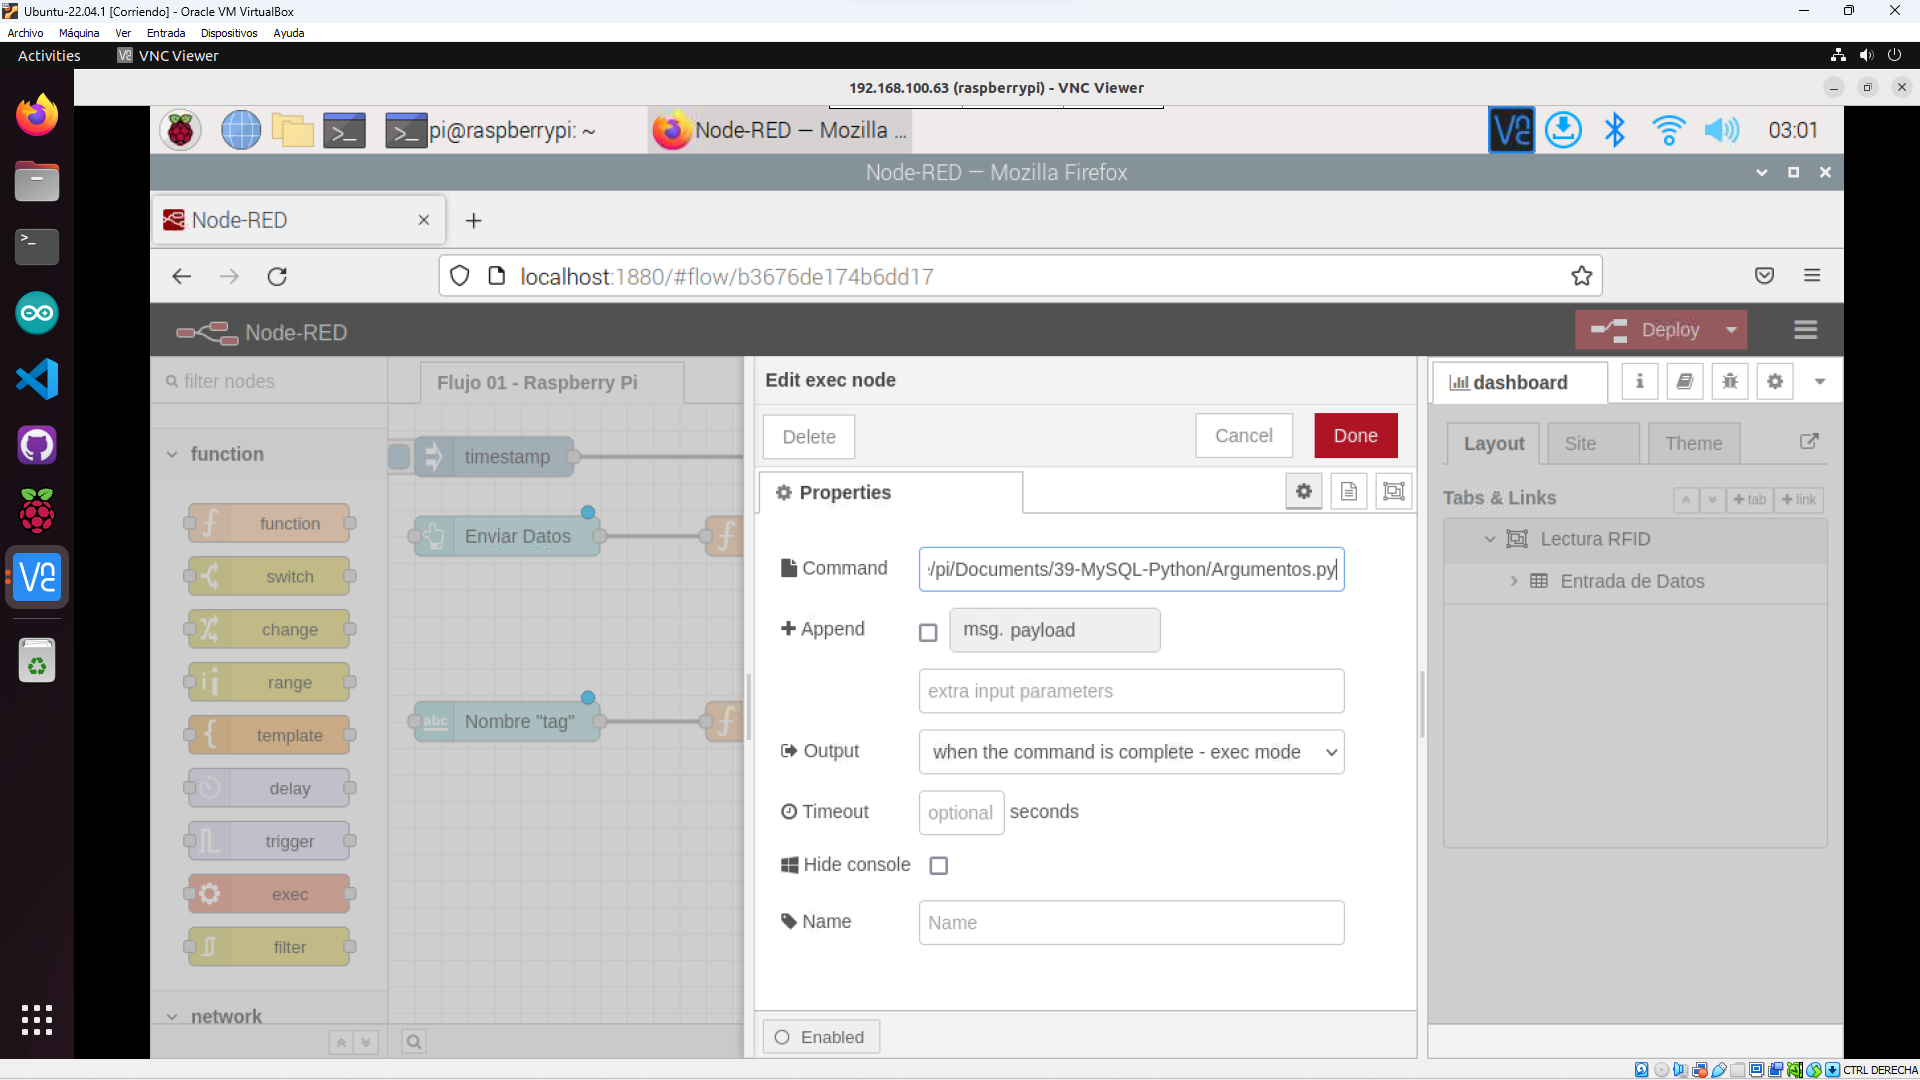 Ubuntu-22.04.1 [Corriendo] - Oracle VM VirtualBox
Archivo Máquina Ver Entrada Dispositivos Ayuda
Activities VNC Viewer
192.168.100.63 (raspberrypi) - VNC Viewer
pi@raspberrypi: ~ Node-RED — Mozilla ... 03:01
Node-RED — Mozilla Firefox
Node-RED
localhost:1880/#flow/b3676de174b6dd17
Node-RED Deploy
filter nodes
Flujo 01 - Raspberry Pi
Edit exec node
dashboard
Delete Cancel Done
Layout Site Theme
function
timestamp
Properties
Tabs & Links
tab
link
function
Enviar Datos
Lectura RFID
Command :/pi/Documents/39-MySQL-Python/Argumentos.py
switch
Entrada de Datos
change
Append msg. payload
range
extra input parameters
template
abc Nombre "tag"
Output when the command is complete - exec mode
delay
Timeout optional seconds
trigger
Hide console
exec
Name Name
filter
network
Enabled
CTRL DERECHA